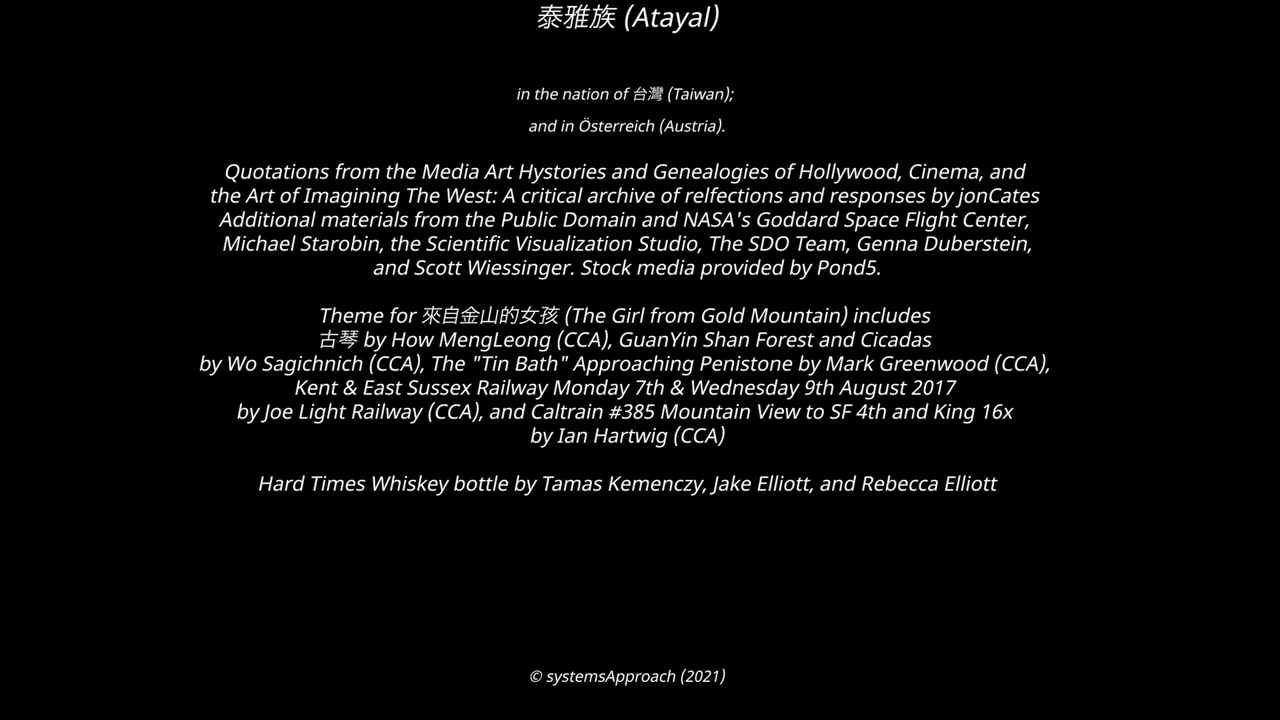 泰雅族 (Atayal)
in the nation of 台灣 (Taiwan);
and in Österreich (Austria).
Quotations from the Media Art Hystories and Genealogies of Hollywood, Cinema, and
the Art of Imagining The West: A critical archive of relfections and responses by jonCates
Additional materials from the Public Domain and NASA's Goddard Space Flight Center,
Michael Starobin, the Scientific Visualization Studio, The SDO Team, Genna Duberstein,
and Scott Wiessinger. Stock media provided by Pond5.
Theme for 來自金山的女孩 (The Girl from Gold Mountain) includes
古琴 by How MengLeong (CCA), GuanYin Shan Forest and Cicadas
by Wo Sagichnich (CCA), The "Tin Bath" Approaching Penistone by Mark Greenwood (CCA),
Kent & East Sussex Railway Monday 7th & Wednesday 9th August 2017
by Joe Light Railway (CCA), and Caltrain #385 Mountain View to SF 4th and King 16x
by Ian Hartwig (CCA)
Hard Times Whiskey bottle by Tamas Kemenczy, Jake Elliott, and Rebecca Elliott
© systemsApproach (2021)